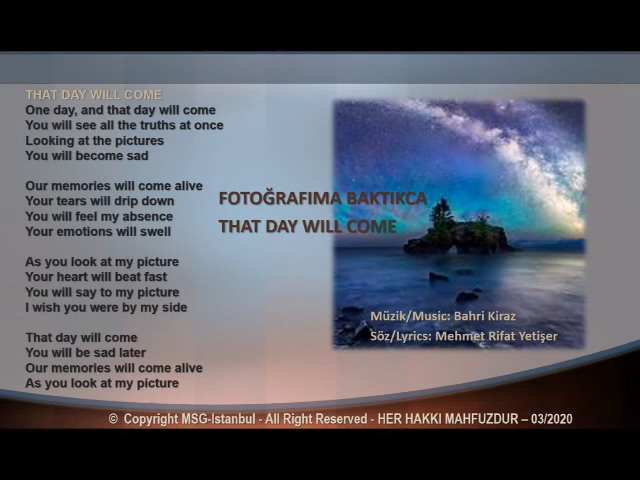 THAT DAY WILL COME
One day, and that day will come
You will see all the truths at once
Looking at the pictures
You will become sad
Our memories will come alive
Your tears will drip down
You will feel my absence
Your emotions will swell
As you look at my picture
Your heart will beat fast
You will say to my picture
I wish you were by my side
That day will come
You will be sad later
Our memories will come alive
As you look at my picture
FOTOĞRAFIMA BAKTIKCA
THAT DAY WILL COME
Müzik/Music: Bahri Kiraz
Söz/Lyrics: Mehmet Rifat Yetişer
© Copyright MSG-Istanbul - All Right Reserved - HER HAKKI MAHFUZDUR – 03/2020